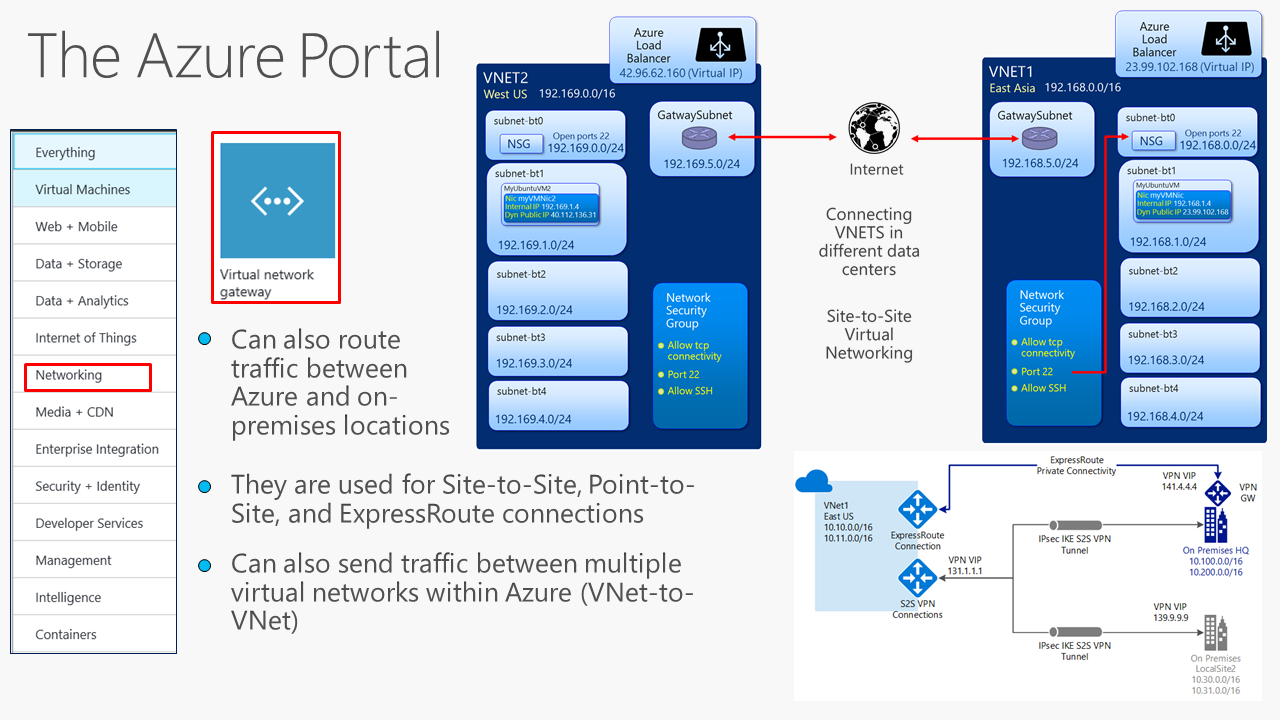 The Azure Portal
Everything
Virtual Machines
Web + Mobile
Data + Storage
Data + Analytics
Internet of Things
Networking
Media + CDN
Enterprise Integration
Security + Identity
Developer Services
Management
Intelligence
Containers
Virtual network
gateway
Can also route
traffic between
Azure and on-
premises locations
They are used for Site-to-Site, Point-to-
Site, and ExpressRoute connections
Can also send traffic between multiple
virtual networks within Azure (VNet-to-
VNet)
Azure
Load
Balancer
42.96.62.160 (Virtual IP)
VNET2
West US 192.169.0.0/16
subnet-bt0
NSG
Open ports 22
192.169.0.0/24
subnet-bt1
MyUbuntuVM2
Nic myVMNic2
Internal IP 192.169.1.4
Dyn Public IP 40.112.136.31
192.169.1.0/24
subnet-bt2
192.169.2.0/24
subnet-bt3
192.169.3.0/24
subnet-bt4
192.169.4.0/24
GatwaySubnet
192.169.5.0/24
Network
Security
Group
Allow tcp
connectivity
Port 22
Allow SSH
Internet
Connecting
VNETS in
different data
centers
Site-to-Site
Virtual
Networking
Azure
Load
Balancer
23.99.102.168 (Virtual IP)
VNET1
East Asia 192.168.0.0/16
GatwaySubnet
192.168.5.0/24
subnet-bt0
NSG
Open ports 22
192.168.0.0/24
subnet-bt1
MyUbuntuVM
Nic myVMNic
Internal IP 192.168.1.4
Dyn Public IP 23.99.102.168
192.168.1.0/24
subnet-bt2
192.168.2.0/24
subnet-bt3
192.168.3.0/24
subnet-bt4
192.168.4.0/24
Network
Security
Group
Allow tcp
connectivity
Port 22
Allow SSH
ExpressRoute
Private Connectivity
VNet1
East US
10.10.0.0/16
10.11.0.0/16
ExpressRoute
Connection
VPN VIP
131.1.1.1
S2S VPN
Connections
IPsec IKE S2S VPN
Tunnel
VPN VIP
141.4.4.4
VPN
GW
On Premises HQ
10.100.0.0/16
10.200.0.0/16
IPsec IKE S2S VPN
Tunnel
VPN VIP
139.9.9.9
On Premises
LocalSite2
10.30.0.0/16
10.31.0.0/16